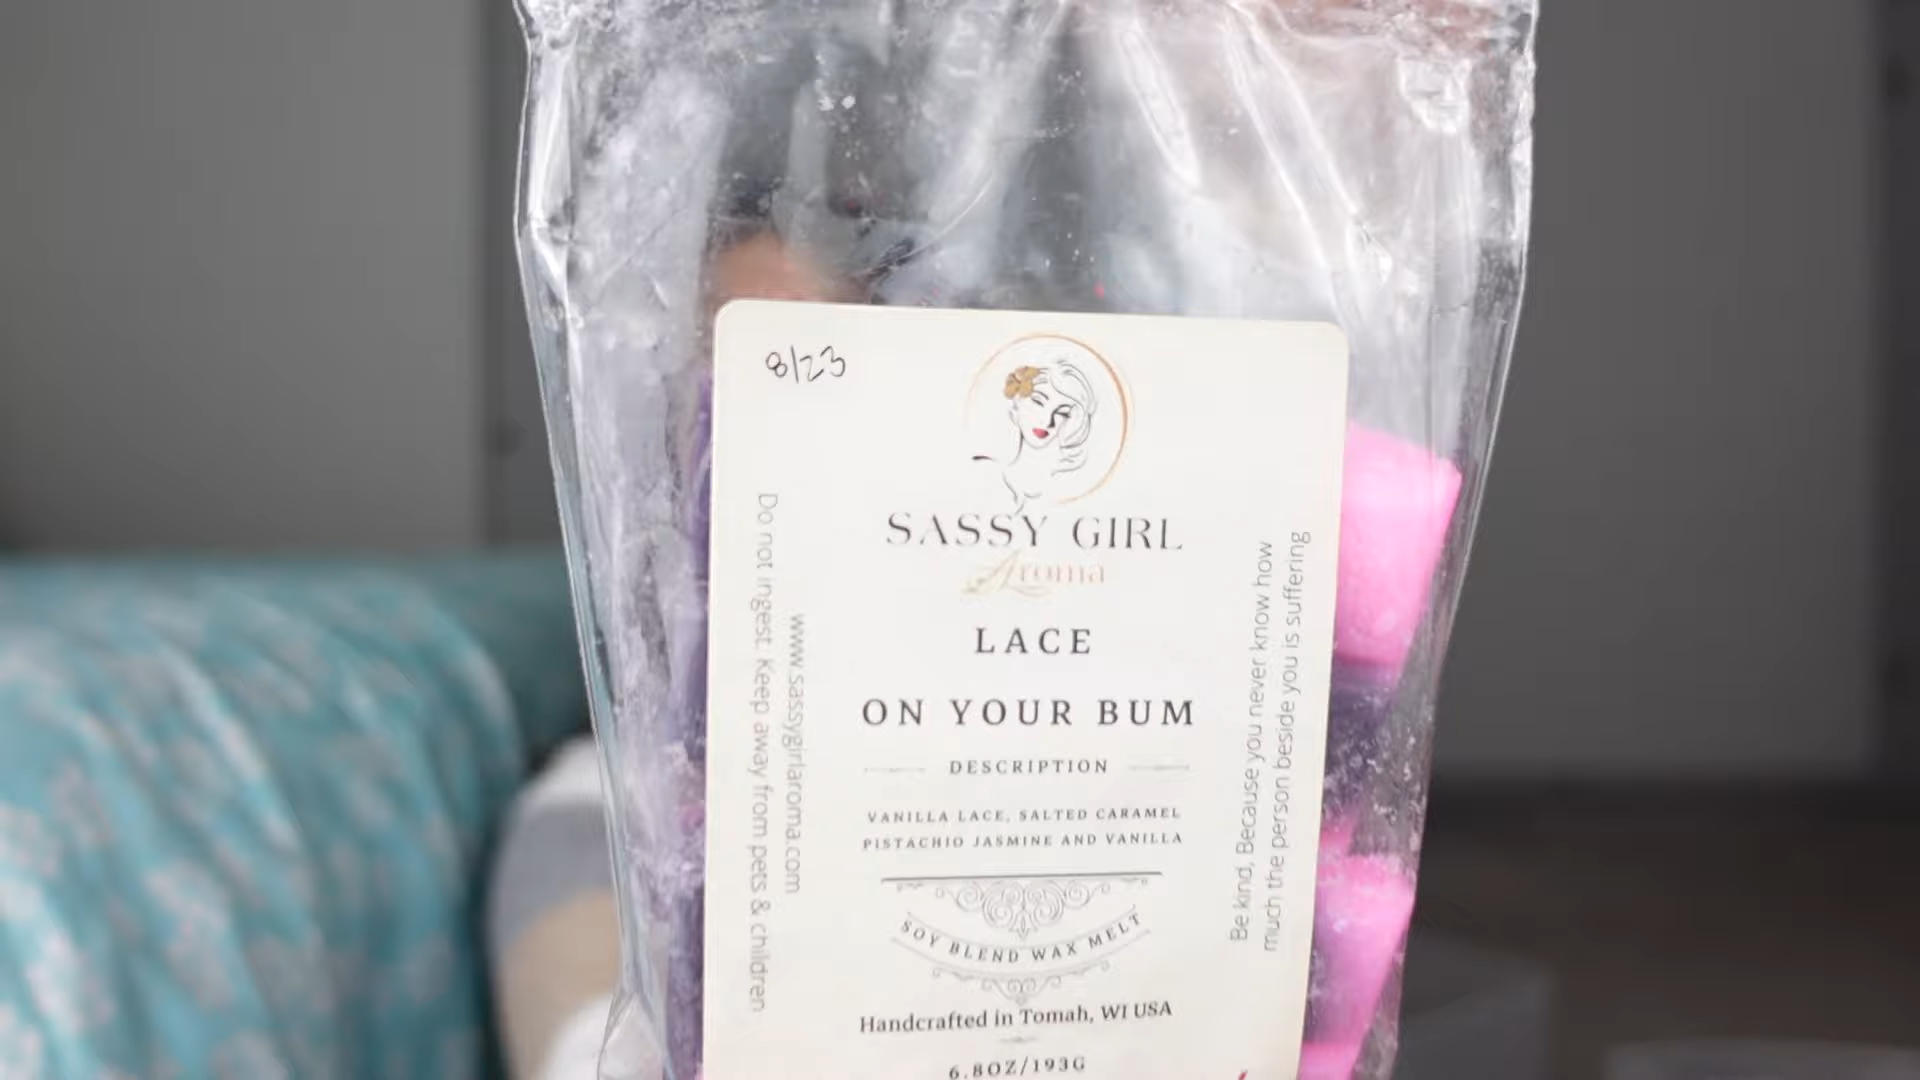 8/23
SASSY GIRL
Aroma
LACE
ON YOUR BUM
DESCRIPTION
VANILLA LACE, SALTED CARAMEL
PISTACHIO JASMINE AND VANILLA
SOY BLEND WAX MELT
Handcrafted in Tomah, WI USA
6.8OZ/193G
Do not ingest. Keep away from pets & children
www.sassygirlaroma.com
Be kind, Because you never know how
much the person beside you is suffering